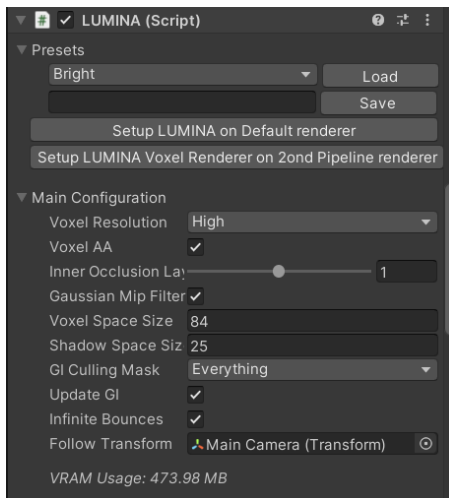 LUMINA (Script)
Presets
Bright Load
Save
Setup LUMINA on Default renderer
Setup LUMINA Voxel Renderer on 2ond Pipeline renderer
Main Configuration
Voxel Resolution High
Voxel AA
Inner Occlusion Lay 1
Gaussian Mip Filter
Voxel Space Size 84
Shadow Space Siz 25
GI Culling Mask Everything
Update GI
Infinite Bounces
Follow Transform Main Camera (Transform)
VRAM Usage: 473.98 MB